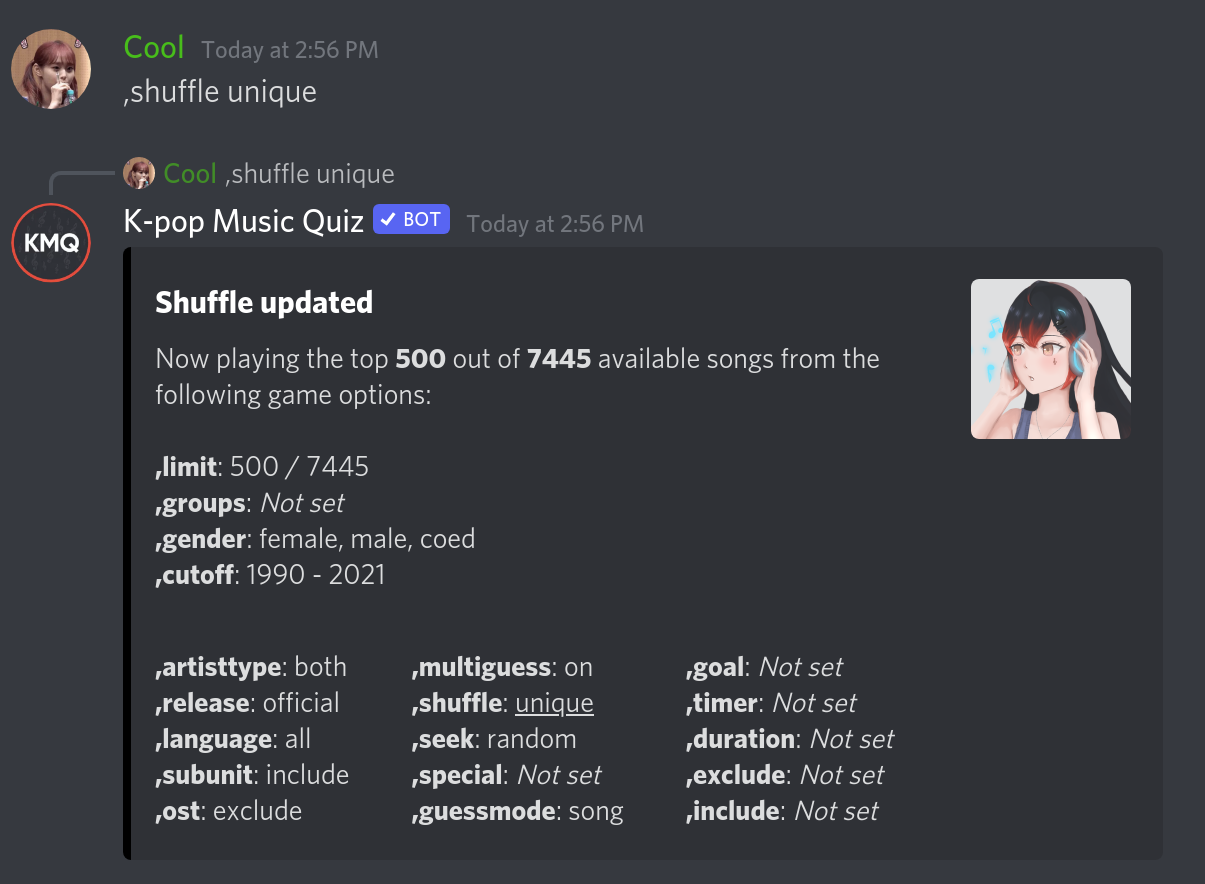 Cool Today at 2:56 PM
,shuffle unique
Cool ,shuffle unique
KMQ
K-pop Music Quiz BOT Today at 2:56 PM
Shuffle updated
Now playing the top 500 out of 7445 available songs from the
following game options:
,limit: 500 / 7445
,groups: Not set
,gender: female, male, coed
,cutoff: 1990 - 2021
,artisttype: both ,multiguess: on ,goal: Not set
,release: official ,shuffle: unique ,timer: Not set
,language: all ,seek: random ,duration: Not set
,subunit: include ,special: Not set ,exclude: Not set
,ost: exclude ,guessmode: song ,include: Not set